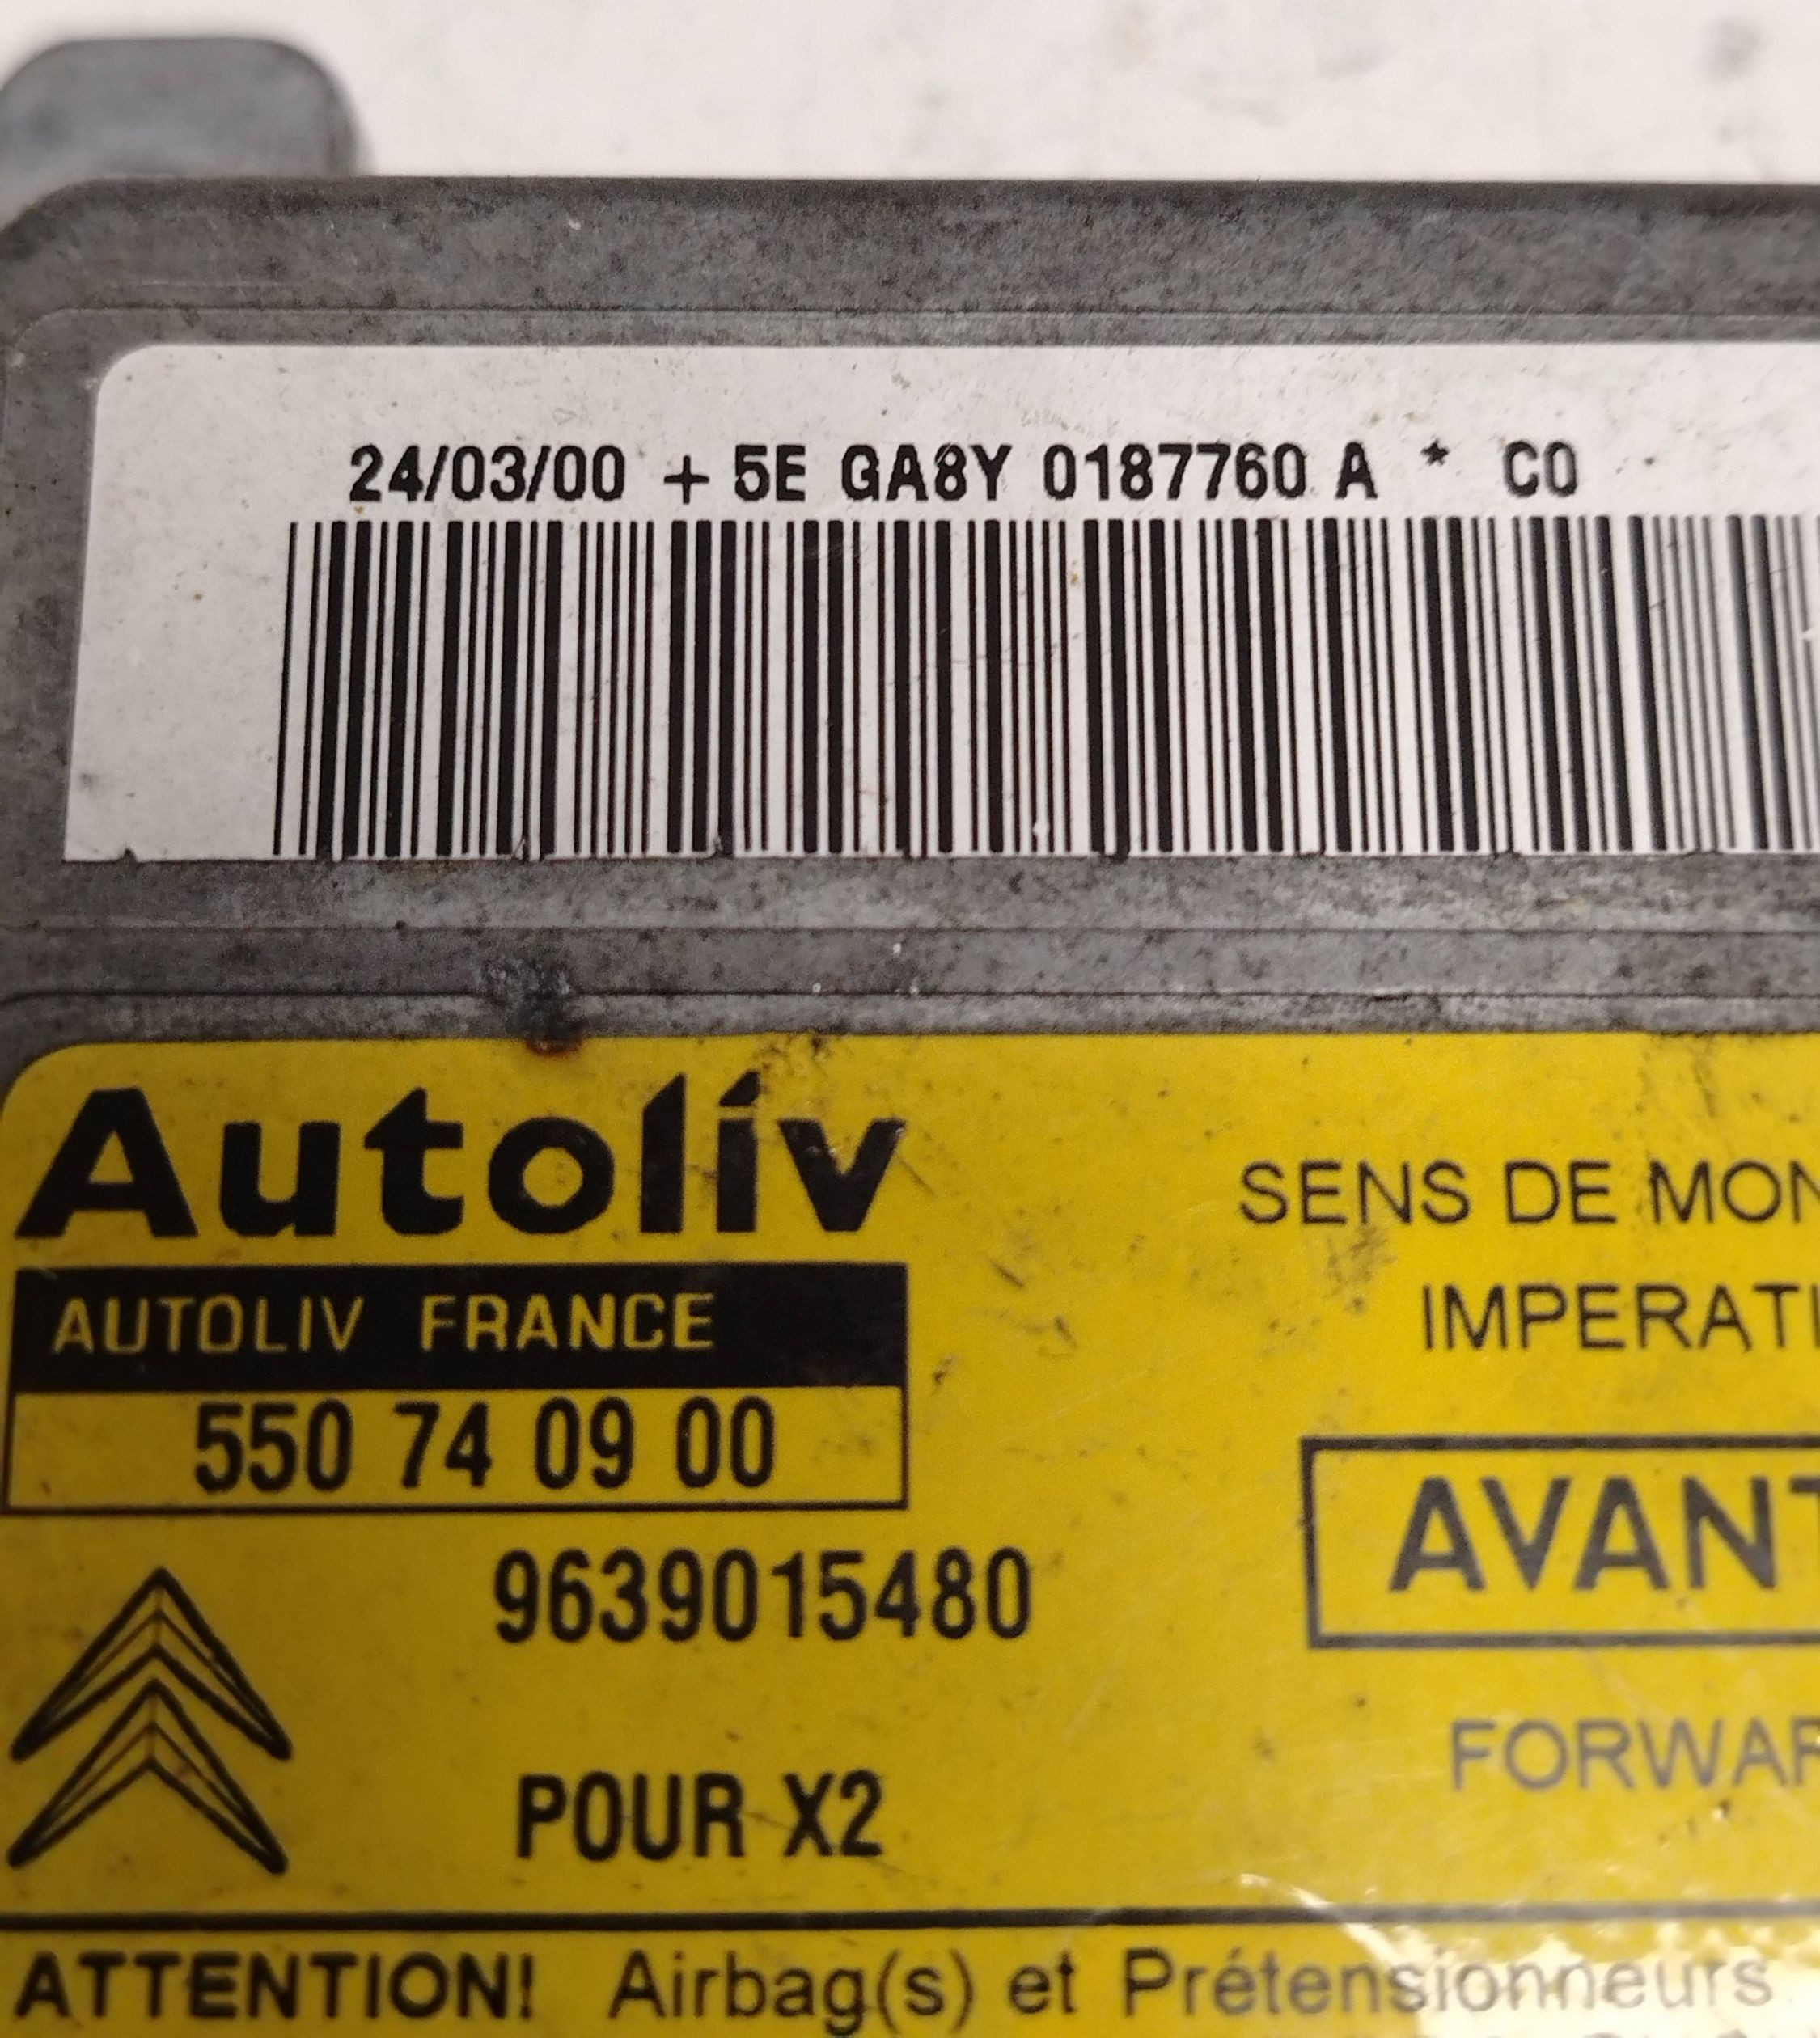 24/03/00 + 5E GA8Y 0187760 A * C0
Autoliv
SENS DE MON
AUTOLIV FRANCE
IMPERATI
550 74 09 00
AVANT
9639015480
FORWAR
POUR X2
ATTENTION! Airbag(s) et Prétensionneurs